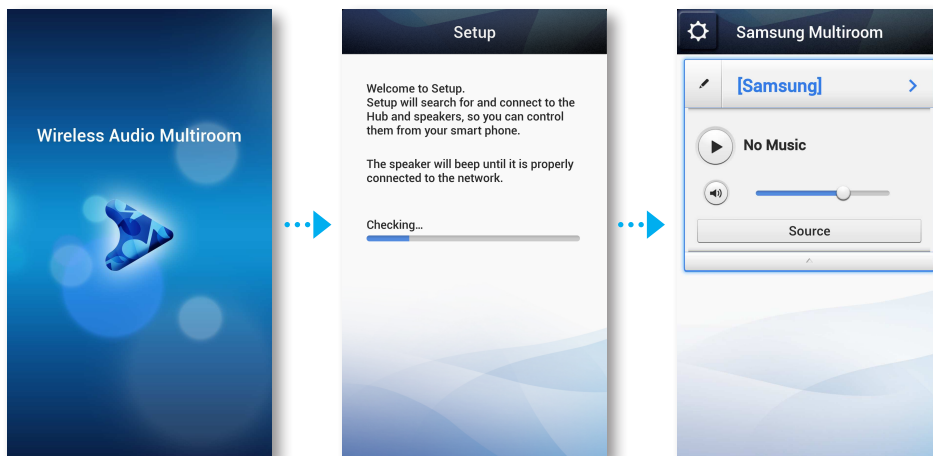 Wireless Audio Multiroom
Setup
Welcome to Setup.
Setup will search for and connect to the
Hub and speakers, so you can control
them from your smart phone.
The speaker will beep until it is properly
connected to the network.
Checking...
Samsung Multiroom
[Samsung]
No Music
Source